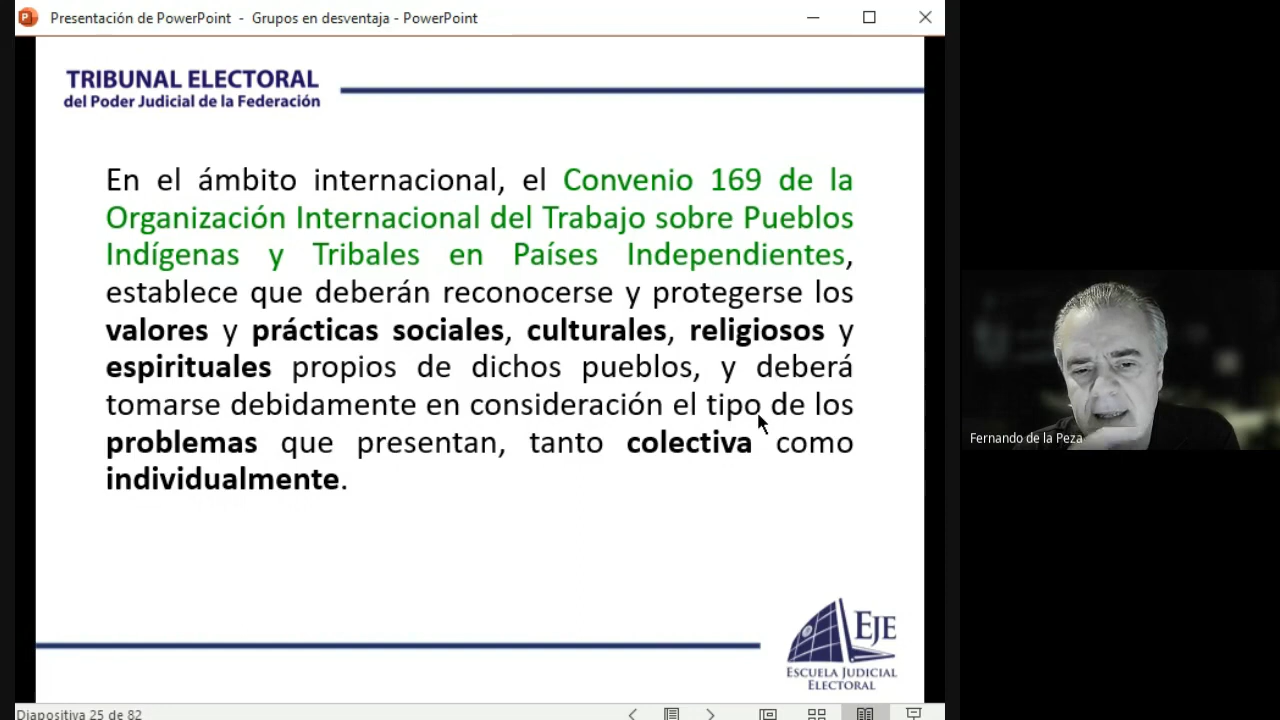 Presentación de PowerPoint - Grupos en desventaja - PowerPoint
TRIBUNAL ELECTORAL
del Poder Judicial de la Federación
En el ámbito internacional, el Convenio 169 de la
Organización Internacional del Trabajo sobre Pueblos
Indígenas y Tribales en Países Independientes,
establece que deberán reconocerse y protegerse los
valores y prácticas sociales, culturales, religiosos y
espirituales propios de dichos pueblos, y deberá
tomarse debidamente en consideración el tipo de los
problemas que presentan, tanto colectiva como
individualmente.
Fernando de la Peza
EJE
ESCUELA JUDICIAL
ELECTORAL
Diapositiva 25 de 82